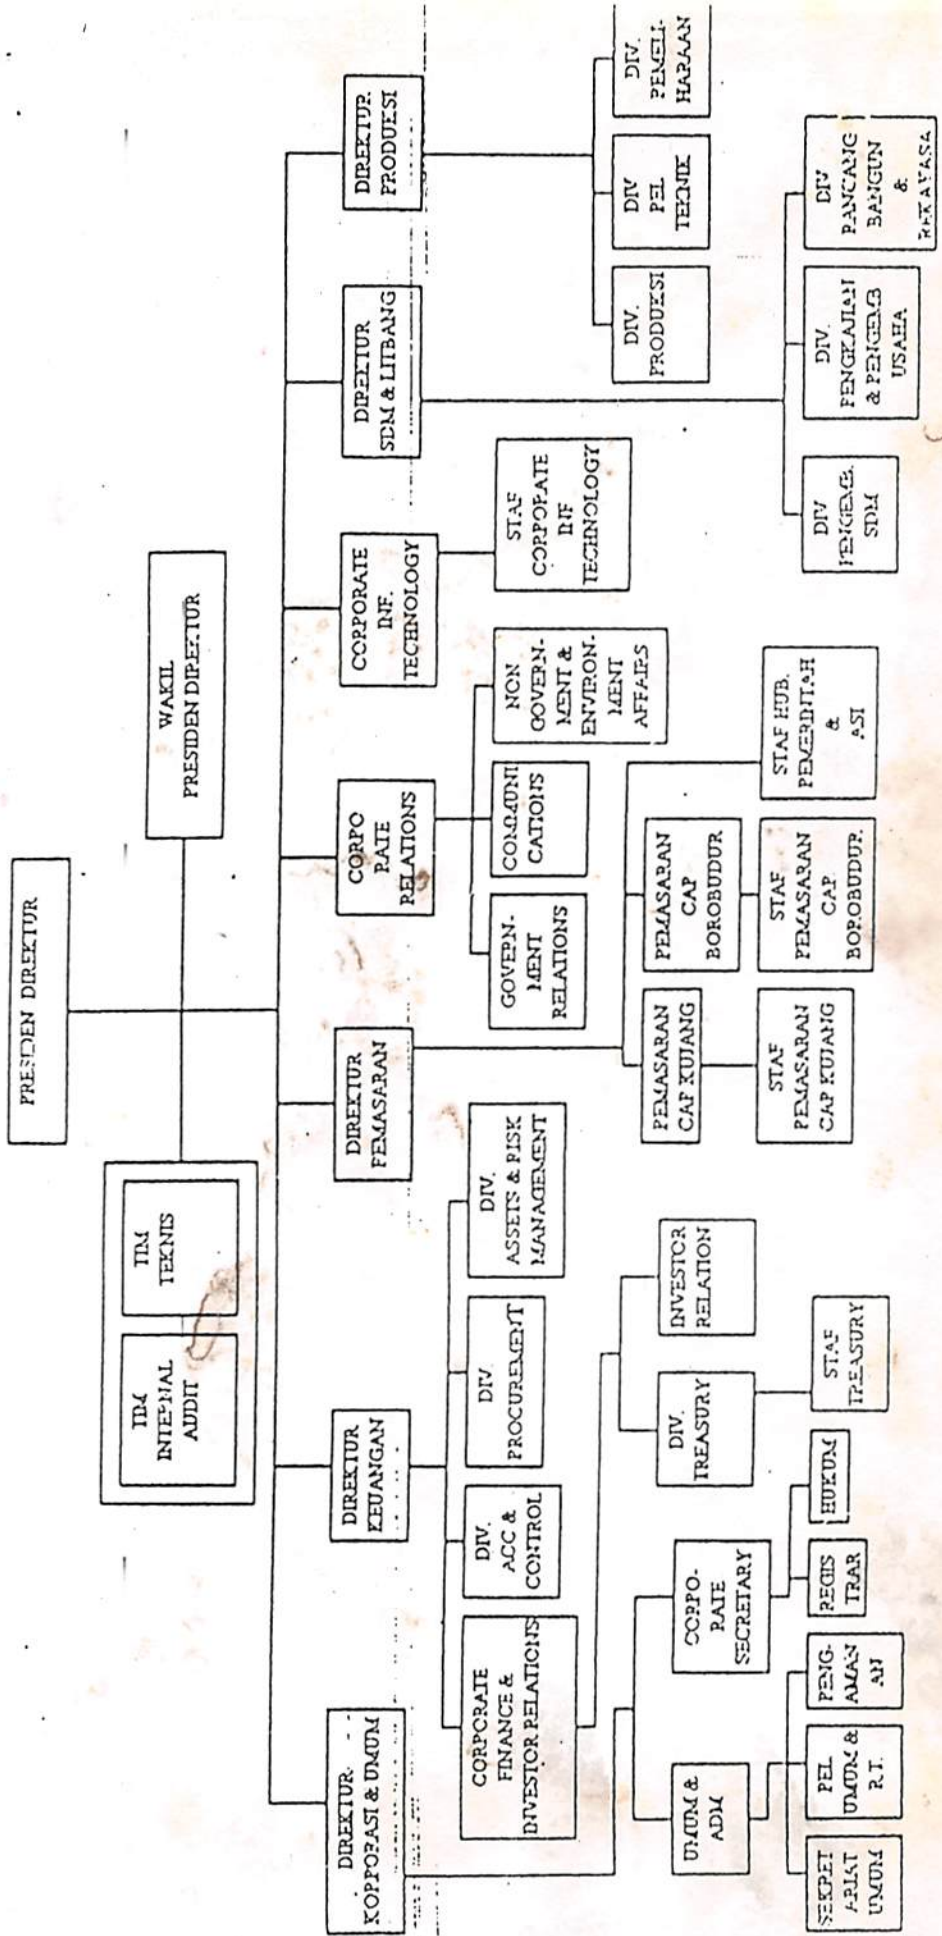 PRESIDEN DIREKTUR
WAKIL
PRESIDEN DIREKTUR
TIM
INTERNAL
AUDIT
TIM
TEKNIS
DIREKTUR
KOPPORASI & UMUM
DIREKTUR
KEUANGAN
DIREKTUR
PEMASARAN
CORPO
RATE
RELATIONS
CORPORATE
INF.
TECHNOLOGY
DIREKTUR
SDM & LITBANG
DIREKTUR
PRODUKSI
CORPORATE
FINANCE &
INVESTOR RELATIONS
DIV.
ACC &
CONTROL
DIV.
PROCUREMENT
DIV.
ASSETS & RISK
MANAGEMENT
GOVERN-
MENT
RELATIONS
COMMUNI
CATIONS
NON
GOVERN-
MENT &
ENVIRON-
MENT
AFFAIRS
STAF
CORPORATE
INF
TECHNOLOGY
DIV.
PRODUKSI
DIV
PEL
TEKNIK
DIV.
PEMELI-
HARAAN
UMUM &
ADM
CORPO-
RATE
SECRETARY
DIV.
TREASURY
INVESTOR
RELATION
PEMASARAN
CAP KUJANG
PEMASARAN
CAP
BOROBUDUR
STAF HUB.
PEMERINTAH
&
ASI
DIV
PENGEMB.
SDM
DIV.
PENGKAJIAN
& PENGEMB
USAHA
DIV
RANCANG
BANGUN
&
REKAYASA
SEKRET
ARIAT
UMUM
PEL
UMUM &
R.T.
PENG-
AMAN
AN
REGIS
TRAR
HUKUM
STAF
TREASURY
STAF
PEMASARAN
CAP KUJANG
STAF
PEMASARAN
CAP
BOROBUDUR